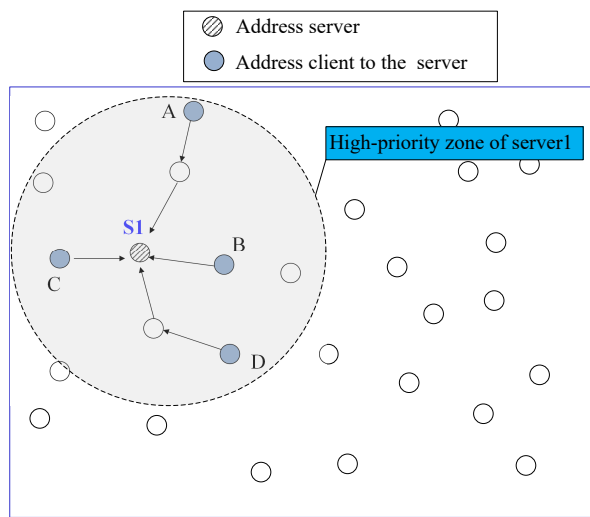 Address server
Address client to the server
A
High-priority zone of server1
S1
B
C
D